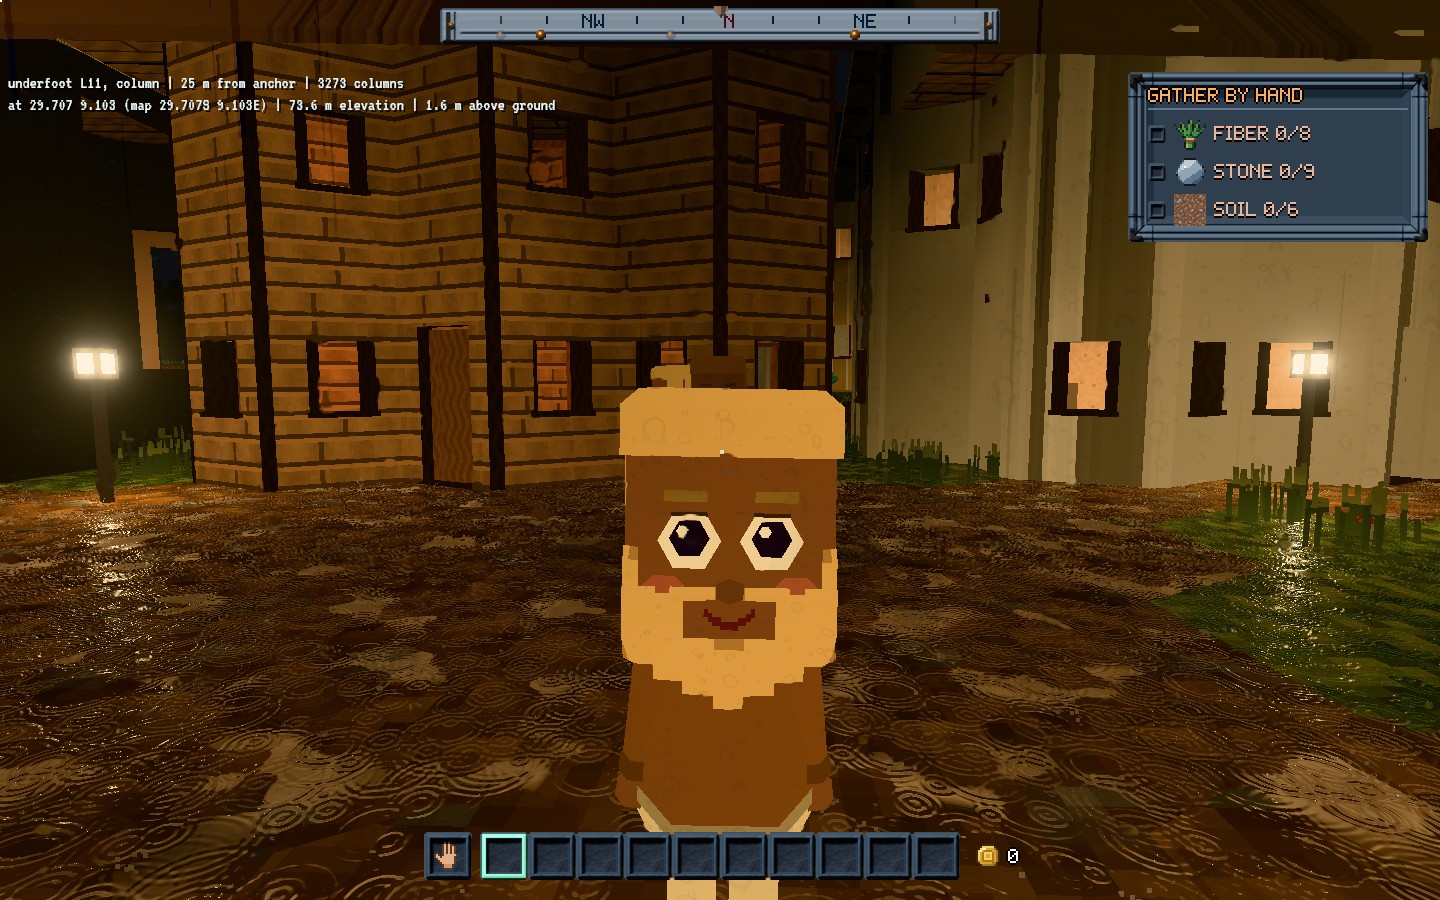 NW N NE
underfoot L11, column | 25 m from anchor | 3273 columns
at 29.707 9.103 (map 29.707S 9.103E) | 73.6 m elevation | 1.6 m above ground
GATHER BY HAND
FIBER 0/8
STONE 0/9
SOIL 0/6
0